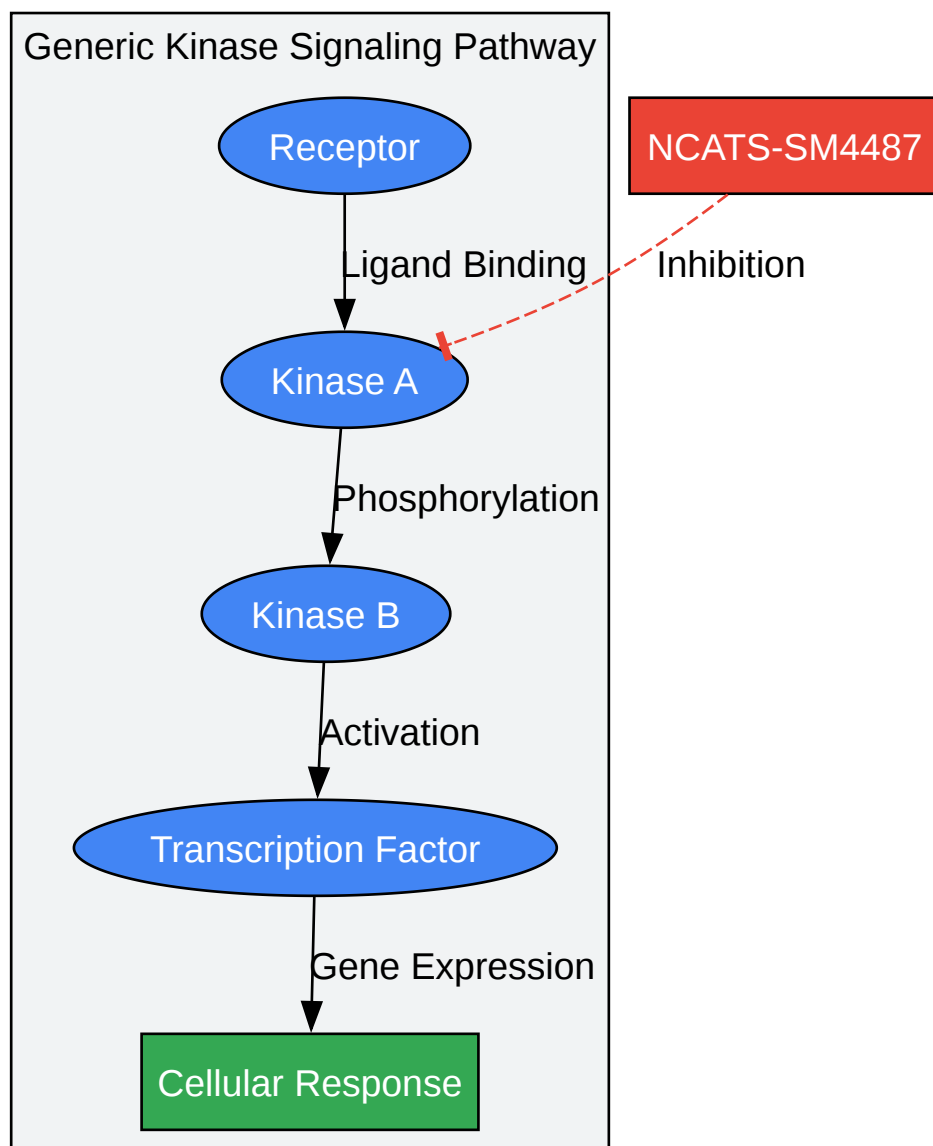 Generic Kinase Signaling Pathway
Receptor
NCATS-SM4487
Ligand Binding
Inhibition
Kinase A
Phosphorylation
Kinase B
Activation
Transcription Factor
Gene Expression
Cellular Response